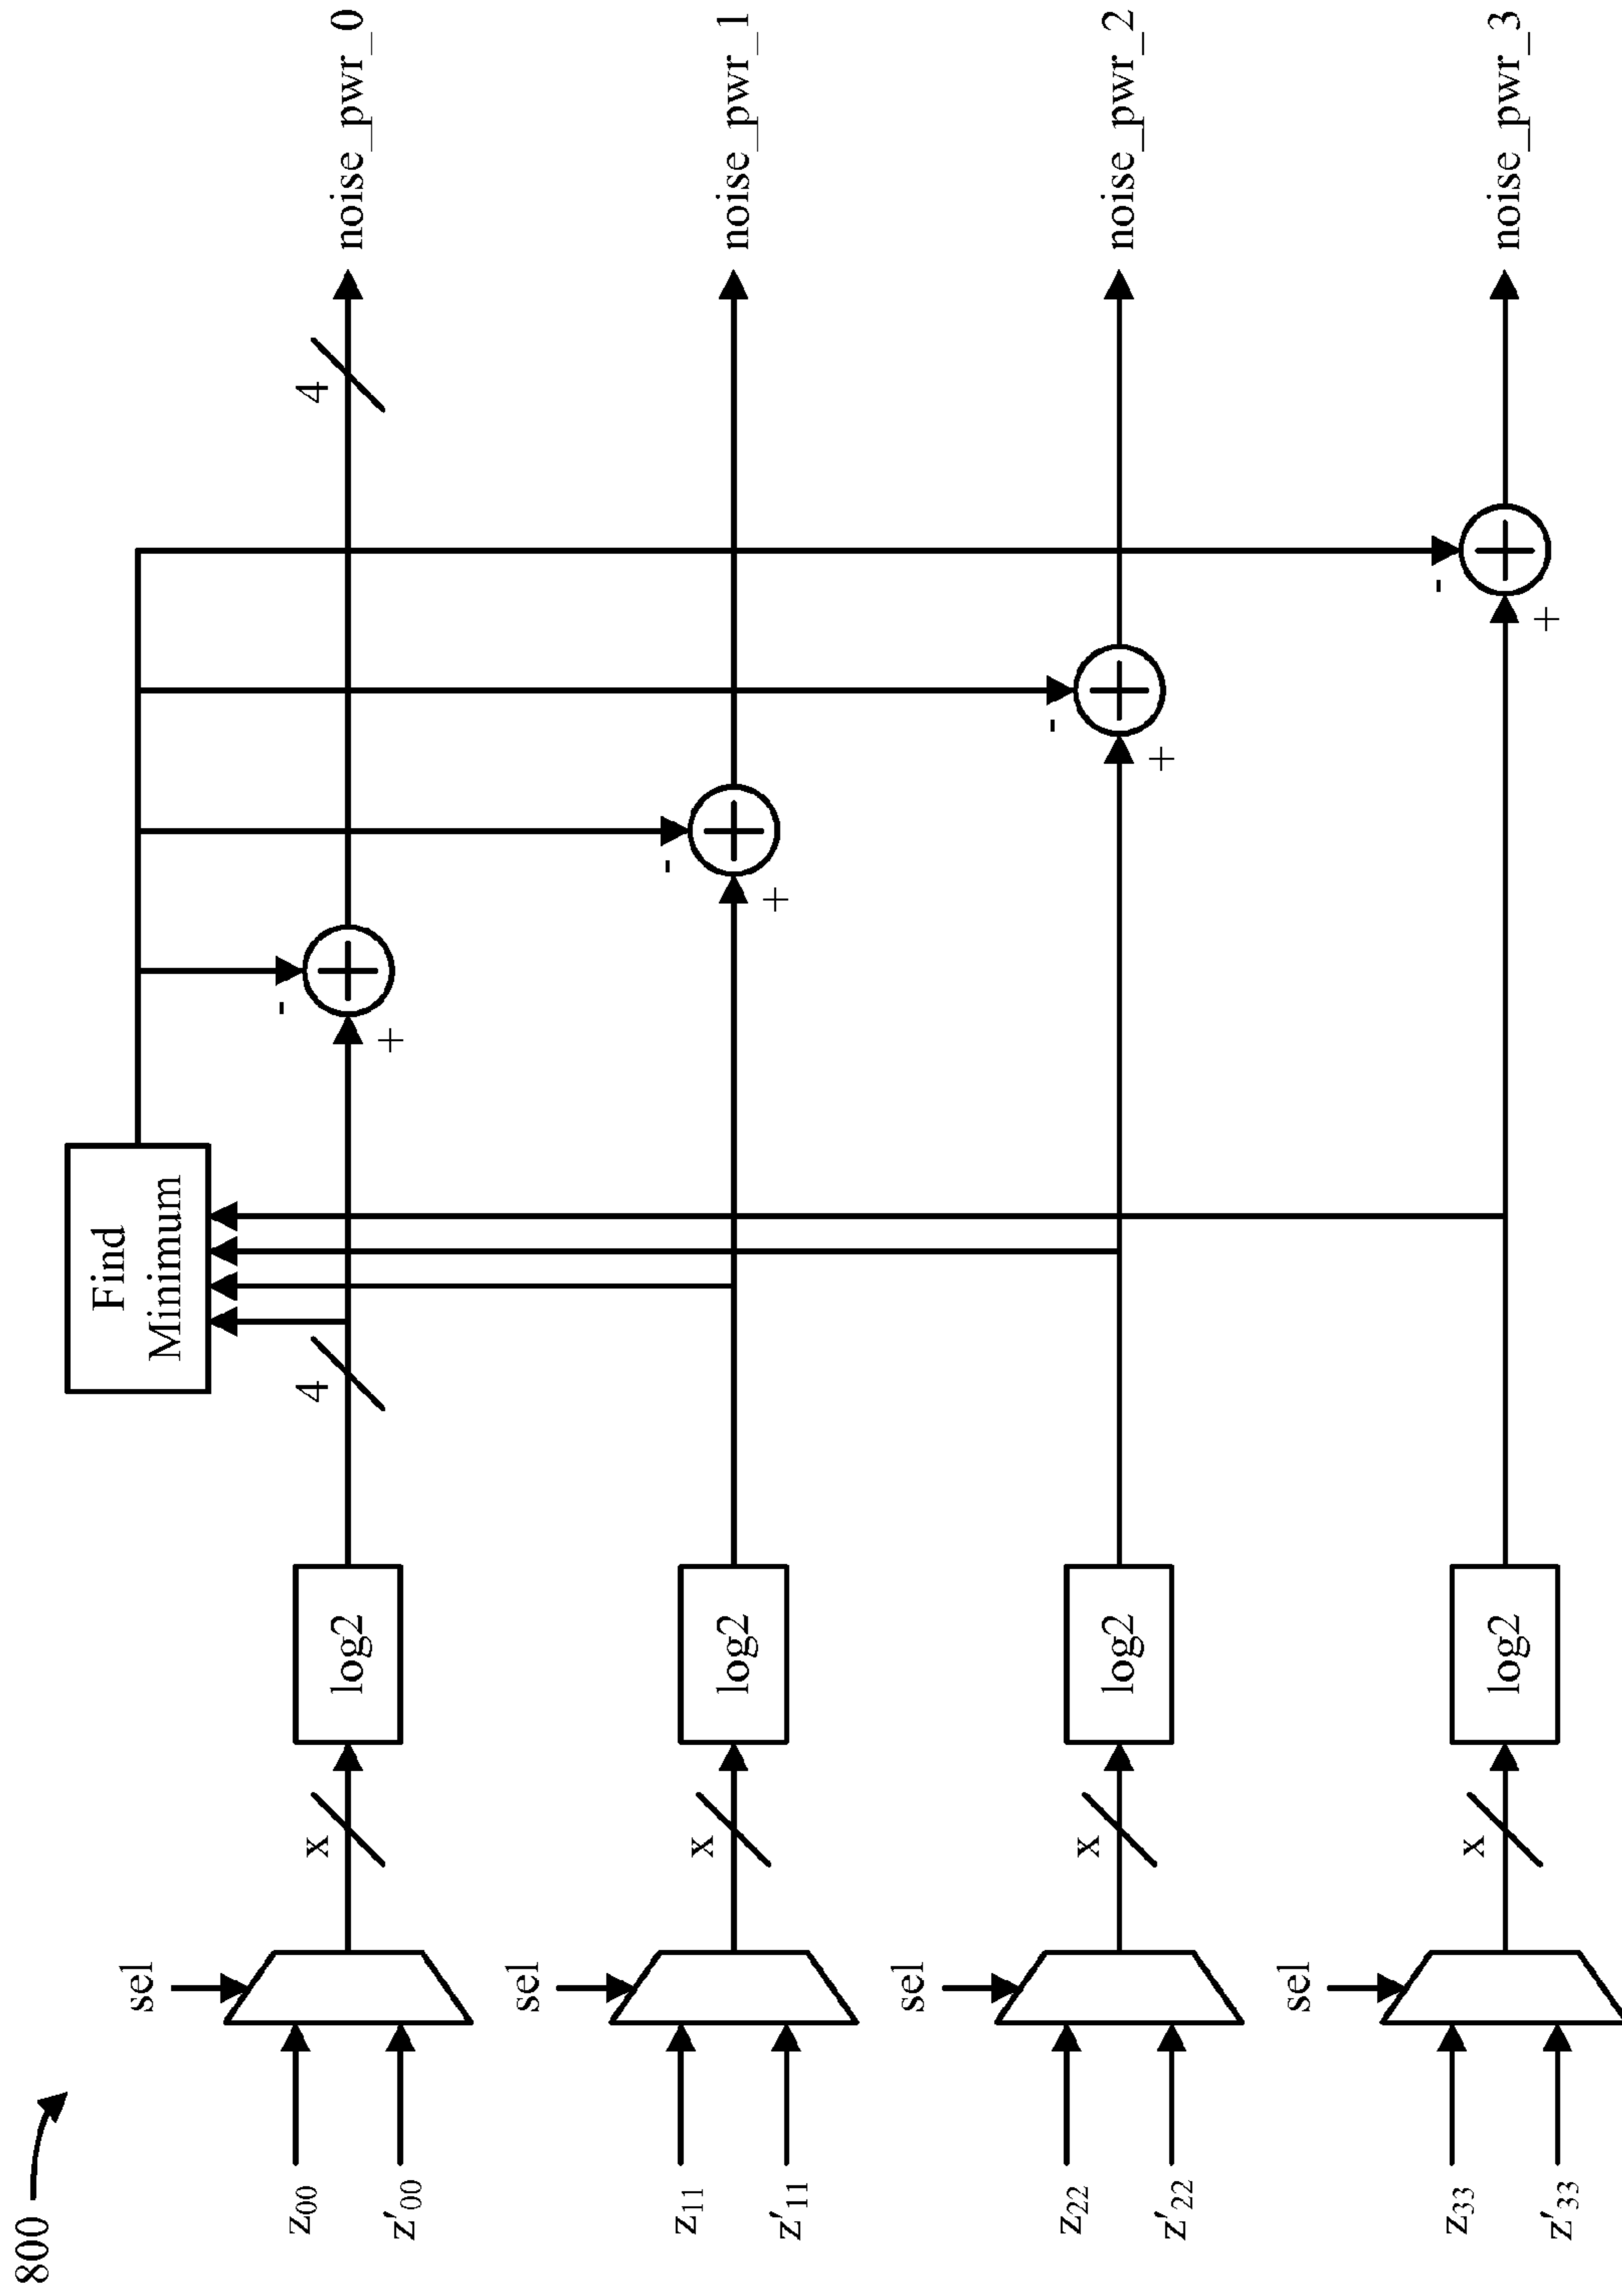 800
Find
Minimum
sel
z00
z'00
x
log2
4
+
-
4
noise_pwr_0
sel
z11
z'11
x
log2
+
-
noise_pwr_1
sel
z22
z'22
x
log2
+
-
noise_pwr_2
sel
z33
z'33
x
log2
+
-
noise_pwr_3